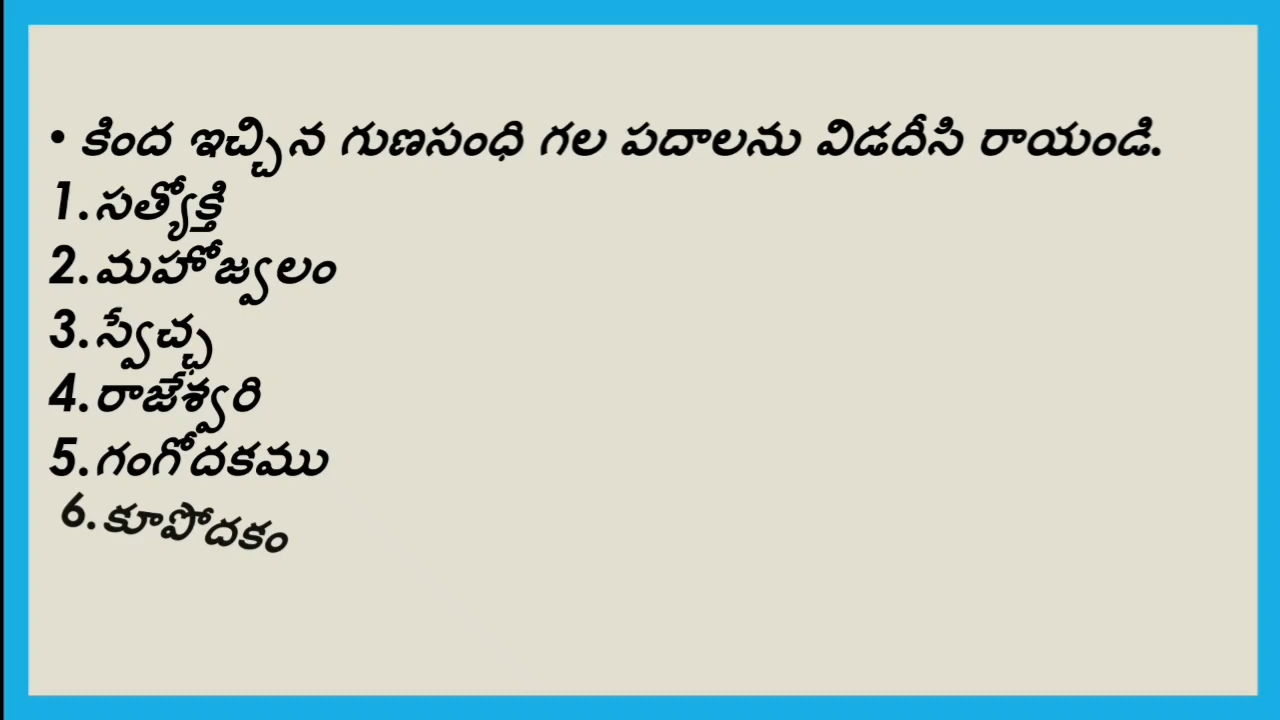 • కింద ఇచ్చిన గుణసంధి గల పదాలను విడదీసి రాయండి.
1.సత్యోక్తి
2.మహోజ్వలం
3.స్వేచ్ఛ
4.రాజేశ్వరి
5.గంగోదకము
6.కూపోదకం